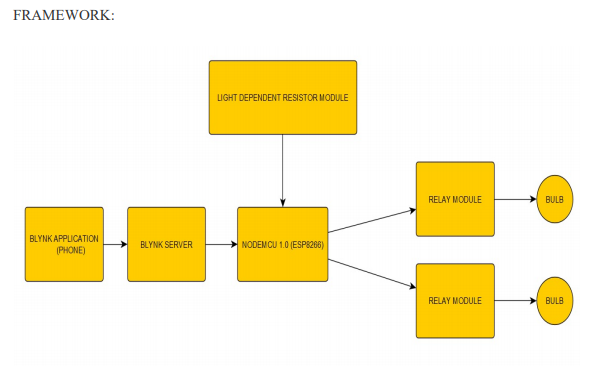 FRAMEWORK:
LIGHT DEPENDENT RESISTOR MODULE
BLYNK APPLICATION
(PHONE)
BLYNK SERVER
NODEMCU 1.0 (ESP8266)
RELAY MODULE
BULB
RELAY MODULE
BULB